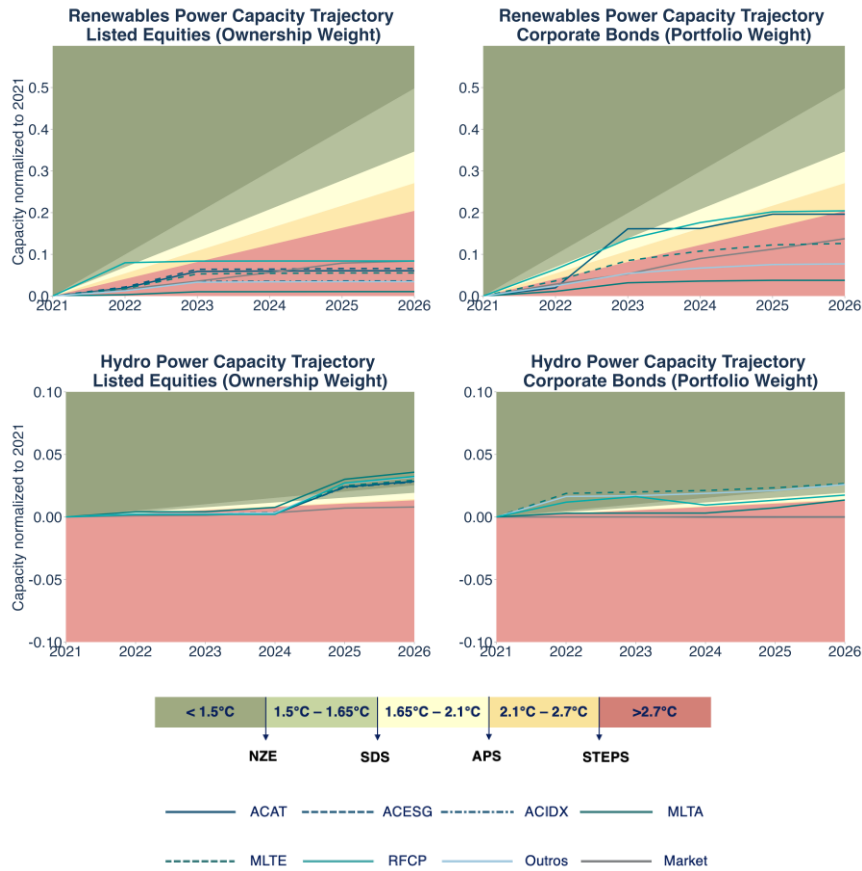 Renewables Power Capacity Trajectory
Listed Equities (Ownership Weight)
Capacity normalized to 2021
0.5
0.4
0.3
0.2
0.1
0.0
2021 2022 2023 2024 2025 2026
Renewables Power Capacity Trajectory
Corporate Bonds (Portfolio Weight)
0.5
0.4
0.3
0.2
0.1
0.0
2021 2022 2023 2024 2025 2026
Hydro Power Capacity Trajectory
Listed Equities (Ownership Weight)
Capacity normalized to 2021
0.10
0.05
0.00
-0.05
-0.10
2021 2022 2023 2024 2025 2026
Hydro Power Capacity Trajectory
Corporate Bonds (Portfolio Weight)
0.10
0.05
0.00
-0.05
-0.10
2021 2022 2023 2024 2025 2026
< 1.5°C 1.5°C – 1.65°C 1.65°C – 2.1°C 2.1°C – 2.7°C >2.7°C
NZE SDS APS STEPS
ACAT ACESG ACIDX MLTA
MLTE RFCP Outros Market